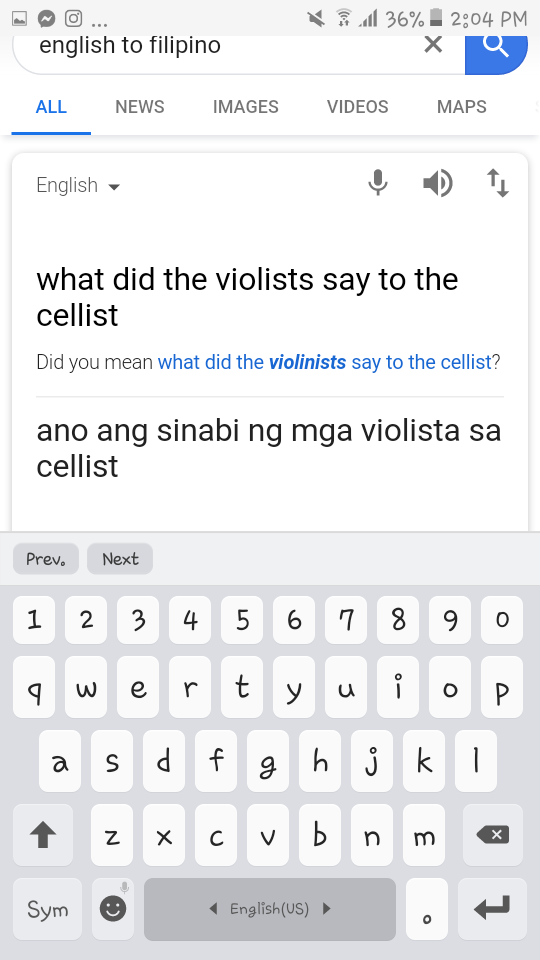 ... 36% 2:04 PM
english to filipino
ALL NEWS IMAGES VIDEOS MAPS
English
what did the violists say to the
cellist
Did you mean what did the violinists say to the cellist?
ano ang sinabi ng mga violista sa
cellist
Prev. Next
1 2 3 4 5 6 7 8 9 0
q w e r t y u i o p
a s d f g h j k l
z x c v b n m
Sym English(US) .